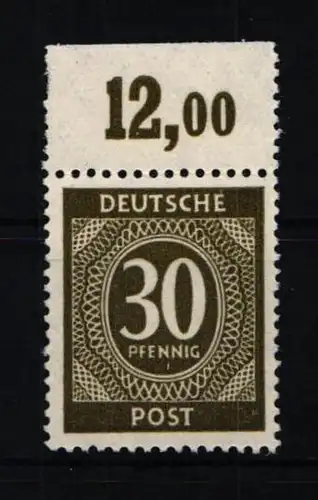 12,00
DEUTSCHE
30
PFENNIG
POST